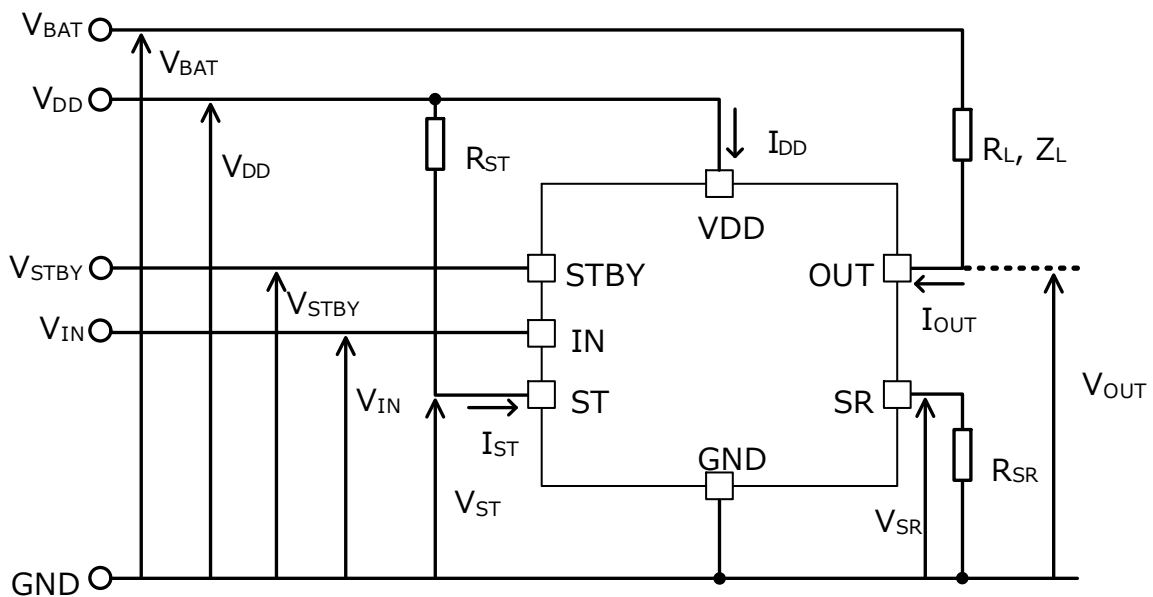 VBAT
VBAT
VDD
IDD
RL, ZL
RST
VDD
VDD
VSTBY
STBY
OUT
VSTBY
IOUT
VIN
IN
VIN
VOUT
ST
SR
IST
GND
RSR
VST
VSR
GND